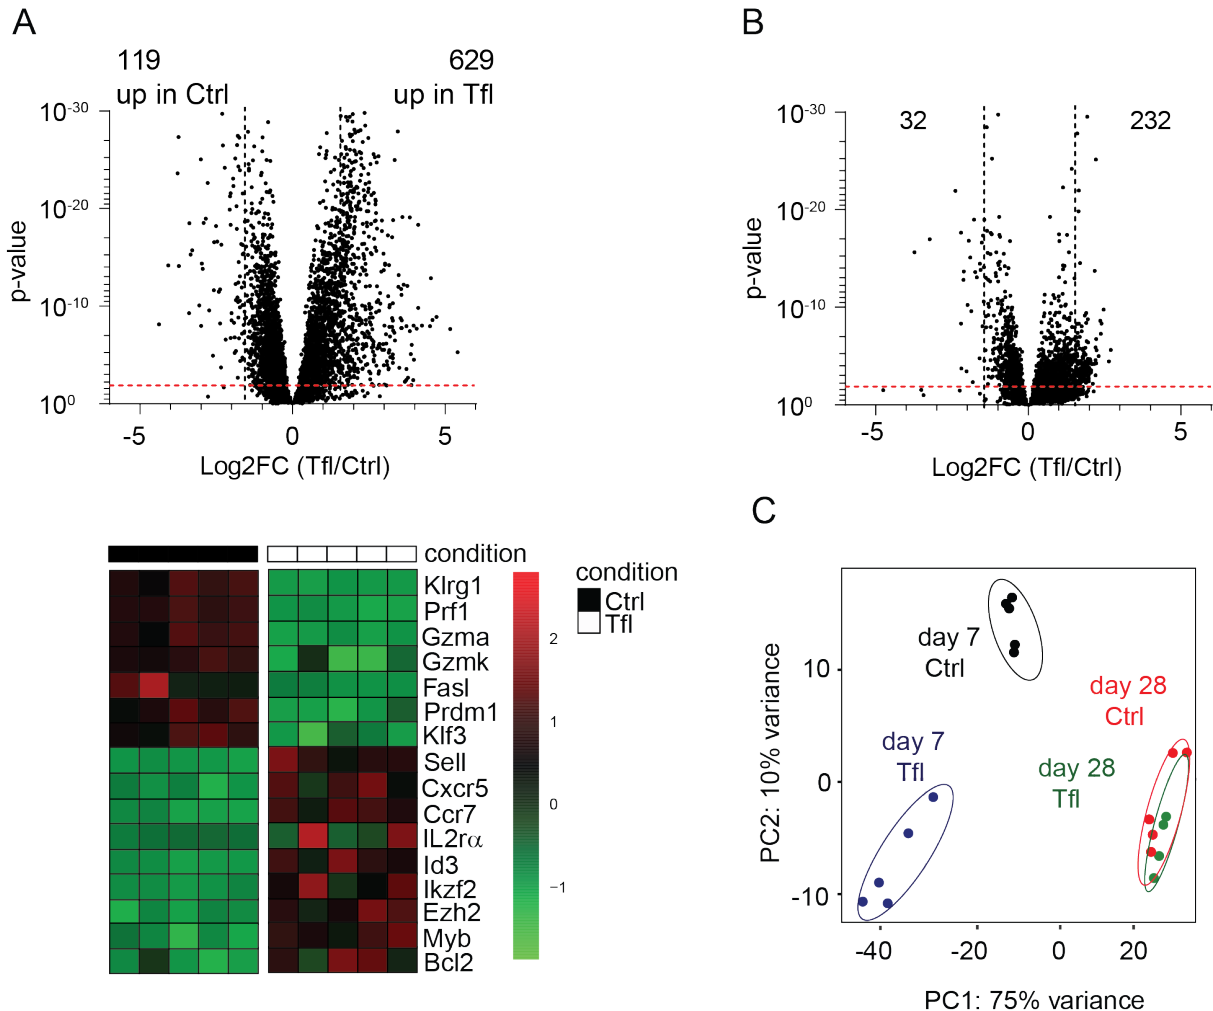 A
119
up in Ctrl
629
up in Tfl
10-30
10-20
10-10
100
p-value
-5
0
5
Log2FC (Tfl/Ctrl)
B
32
232
10-30
10-20
10-10
100
p-value
-5
0
5
Log2FC (Tfl/Ctrl)
condition
Klrg1
Prf1
Gzma
Gzmk
Fasl
Prdm1
Klf3
Sell
Cxcr5
Ccr7
IL2rα
Id3
Ikzf2
Ezh2
Myb
Bcl2
2
1
0
−1
condition
Ctrl
Tfl
C
day 7
Ctrl
day 28
Ctrl
day 7
Tfl
day 28
Tfl
10
0
-10
PC2: 10% variance
-40
-20
0
20
PC1: 75% variance